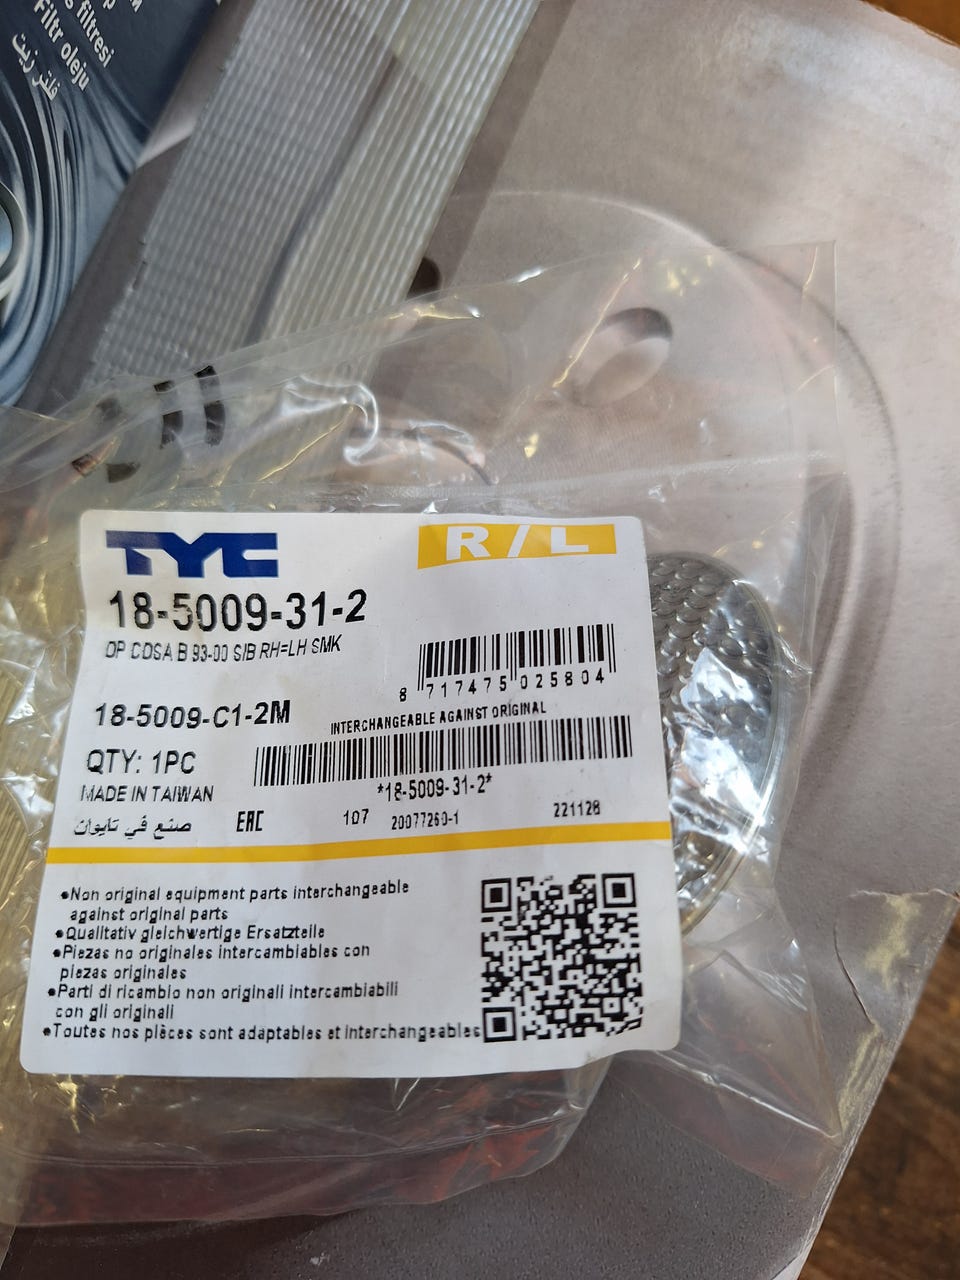 filtresi
Filtr oleju
فلتر زيت
TYC
R/L
18-5009-31-2
OP COSA B 93-00 S/B RH=LH SMK
8 717475 025804
18-5009-C1-2M
INTERCHANGEABLE AGAINST ORIGINAL
QTY: 1PC
*18-5009-31-2*
MADE IN TAIWAN
صنع في تايوان
EAC
107
20077260-1
221128
•Non original equipment parts interchangeable
against original parts
•Qualitativ gleichwertige Ersatzteile
•Piezas no originales intercambiables con
piezas originales
•Parti di ricambio non originali intercambiabili
con gli originali
•Toutes nos pièces sont adaptables et interchangeables